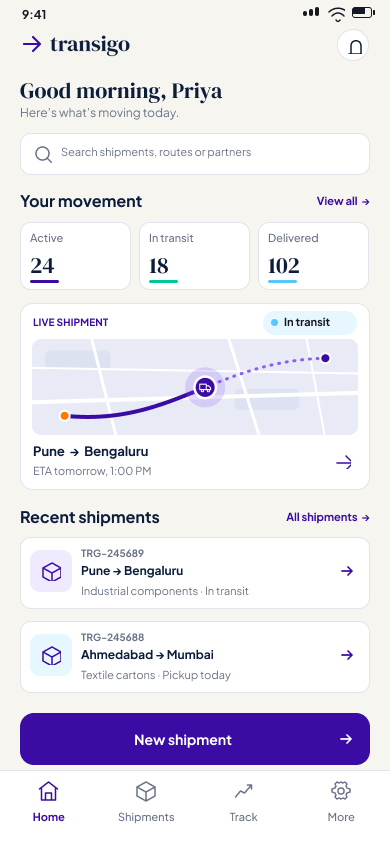 9:41
transigo
Good morning, Priya
Here's what's moving today.
Search shipments, routes or partners
Your movement
View all →
Active
In transit
Delivered
24
18
102
LIVE SHIPMENT
In transit
Pune → Bengaluru
ETA tomorrow, 1:00 PM
Recent shipments
All shipments →
TRG-245689
Pune → Bengaluru
Industrial components · In transit
TRG-245688
Ahmedabad → Mumbai
Textile cartons · Pickup today
New shipment
Home
Shipments
Track
More